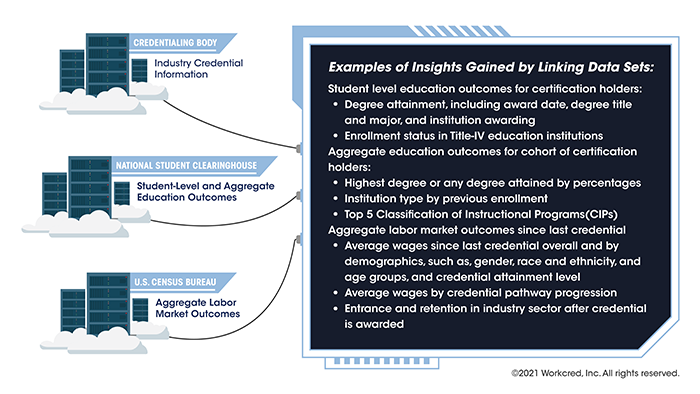 CREDENTIALING BODY
Industry Credential
Information
NATIONAL STUDENT CLEARINGHOUSE
Student-Level and Aggregate
Education Outcomes
U.S. CENSUS BUREAU
Aggregate Labor
Market Outcomes
Examples of Insights Gained by Linking Data Sets:
Student level education outcomes for certification holders:
• Degree attainment, including award date, degree title
and major, and institution awarding
• Enrollment status in Title-IV education institutions
Aggregate education outcomes for cohort of certification
holders:
• Highest degree or any degree attained by percentages
• Institution type by previous enrollment
• Top 5 Classification of Instructional Programs(CIPs)
Aggregate labor market outcomes since last credential
• Average wages since last credential overall and by
demographics, such as, gender, race and ethnicity, and
age groups, and credential attainment level
• Average wages by credential pathway progression
• Entrance and retention in industry sector after credential
is awarded
©2021 Workcred, Inc. All rights reserved.